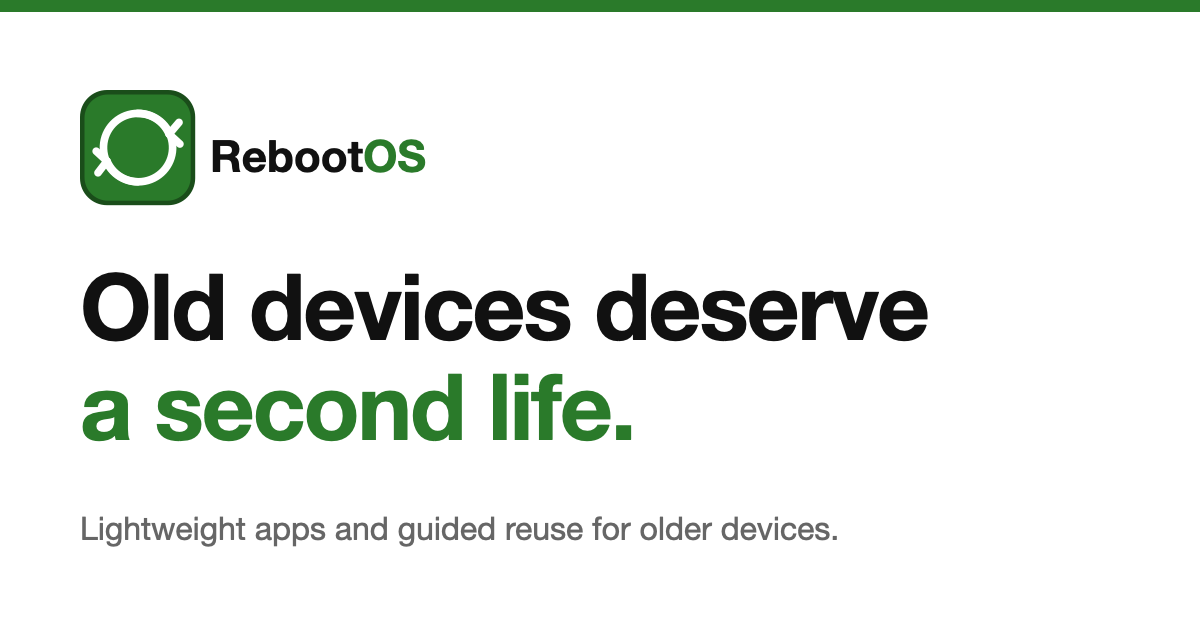 RebootOS
Old devices deserve
a second life.
Lightweight apps and guided reuse for older devices.